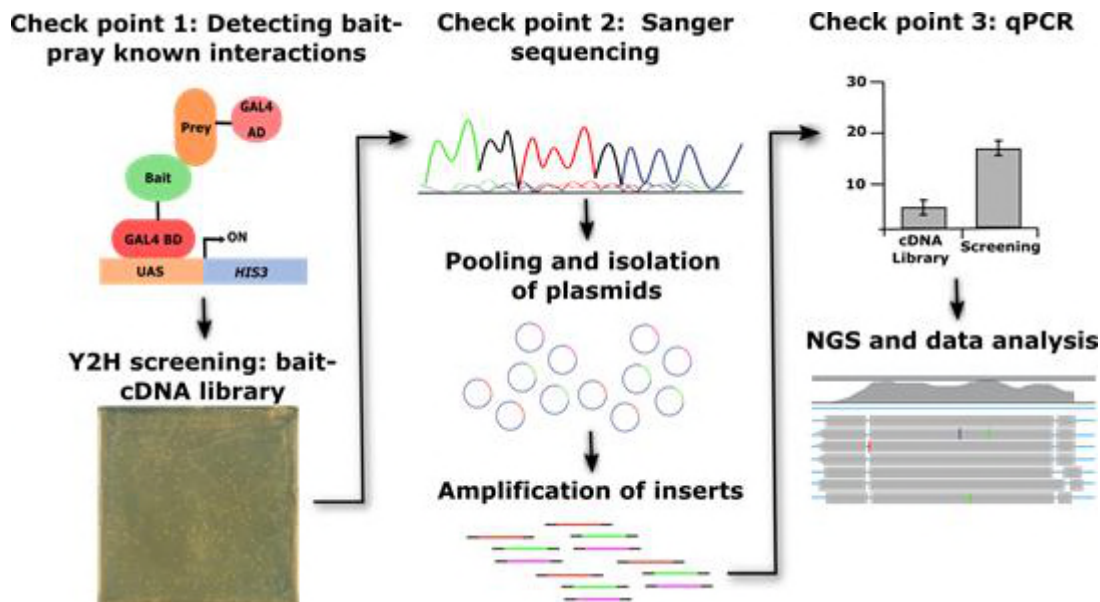 Check point 1: Detecting bait-
pray known interactions
Prey
GAL4
AD
Bait
GAL4 BD
ON
UAS
HIS3
Y2H screening: bait-
cDNA library
Check point 2: Sanger
sequencing
Pooling and isolation
of plasmids
Amplification of inserts
Check point 3: qPCR
30
20
10
cDNA
Library
Screening
NGS and data analysis